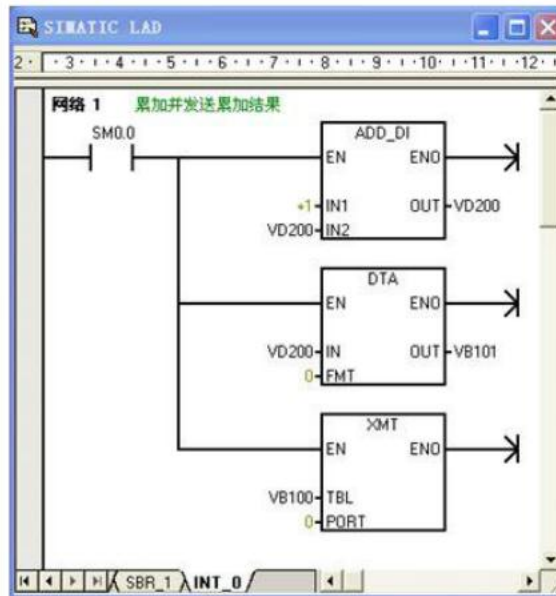 SIMATIC LAD
2 · 3 · 4 · 5 · 6 · 7 · 8 · 9 · 10 · 11 · 12
网络 1 累加并发送累加结果
SM0.0
ADD_DI
EN ENO
+1 IN1 OUT VD200
VD200 IN2
DTA
EN ENO
VD200 IN OUT VB101
0 FMT
XMT
EN ENO
VB100 TBL
0 PORT
SBR_1 INT_0